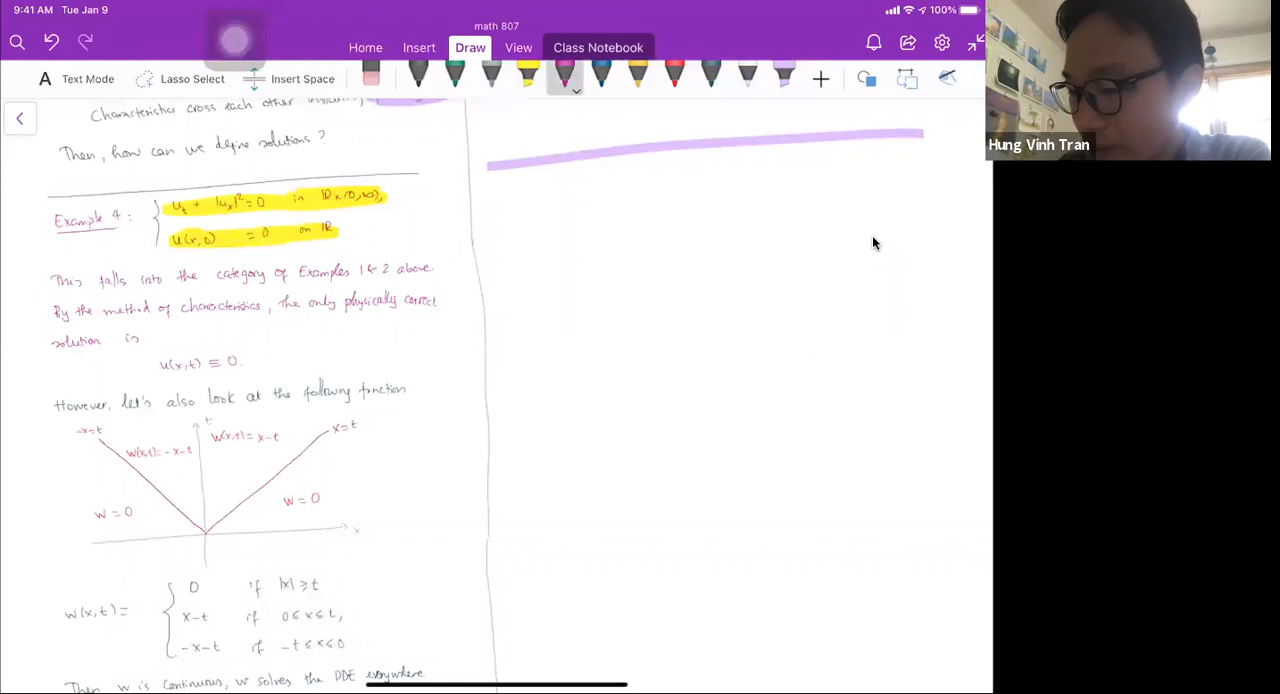 9:41 AM Tue Jan 9
100%
math 807
Home Insert Draw View Class Notebook
Text Mode Lasso Select Insert Space
Characteristics cross each other
Then, how can we define solutions?
Example 4 : u_t + |u_x|² = 0 in ℝ × (0,∞),
u(x,0) = 0 on ℝ
This falls into the category of Examples 1 & 2 above.
By the method of characteristics, the only physically correct
solution is
u(x,t) ≡ 0.
However, let's also look at the following function
-x=t
t
w(x,t) = -x-t
w(x,t) = x-t
x=t
w = 0
w = 0
x
w(x,t) = { 0 if |x| ⩾ t
x-t if 0 ≤ x ≤ t,
-x-t if -t ≤ x ≤ 0
Then w is continuous, w solves the PDE everywhere
Hung Vinh Tran